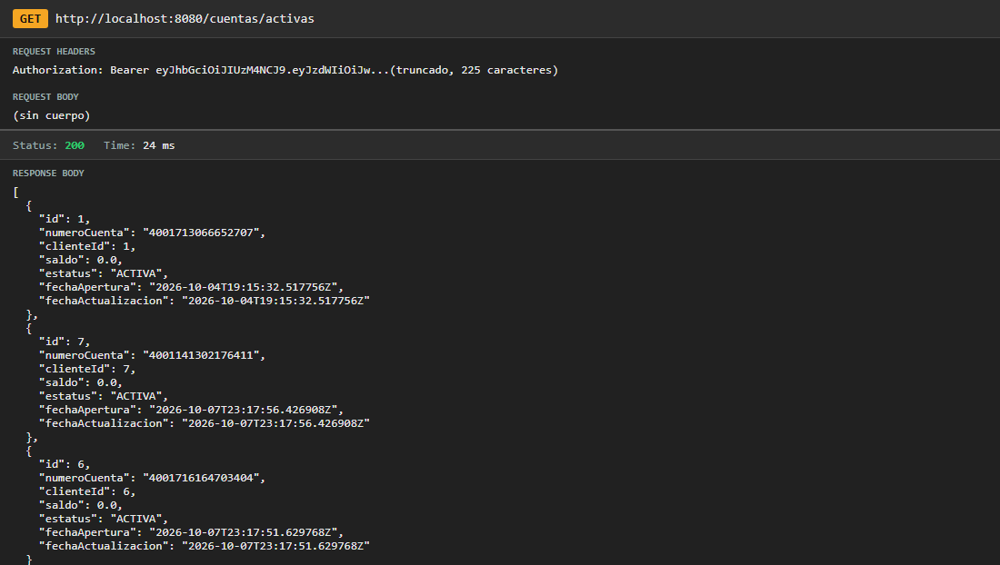 GET http://localhost:8080/cuentas/activas
REQUEST HEADERS
Authorization: Bearer eyJhbGciOiJIUzM4NCJ9.eyJzdWIiOiJw...(truncado, 225 caracteres)
REQUEST BODY
(sin cuerpo)
Status: 200 Time: 24 ms
RESPONSE BODY
[
  {
    "id": 1,
    "numeroCuenta": "4001713066652707",
    "clienteId": 1,
    "saldo": 0.0,
    "estatus": "ACTIVA",
    "fechaApertura": "2026-10-04T19:15:32.517756Z",
    "fechaActualizacion": "2026-10-04T19:15:32.517756Z"
  },
  {
    "id": 7,
    "numeroCuenta": "4001141302176411",
    "clienteId": 7,
    "saldo": 0.0,
    "estatus": "ACTIVA",
    "fechaApertura": "2026-10-07T23:17:56.426908Z",
    "fechaActualizacion": "2026-10-07T23:17:56.426908Z"
  },
  {
    "id": 6,
    "numeroCuenta": "4001716164703404",
    "clienteId": 6,
    "saldo": 0.0,
    "estatus": "ACTIVA",
    "fechaApertura": "2026-10-07T23:17:51.629768Z",
    "fechaActualizacion": "2026-10-07T23:17:51.629768Z"
  }